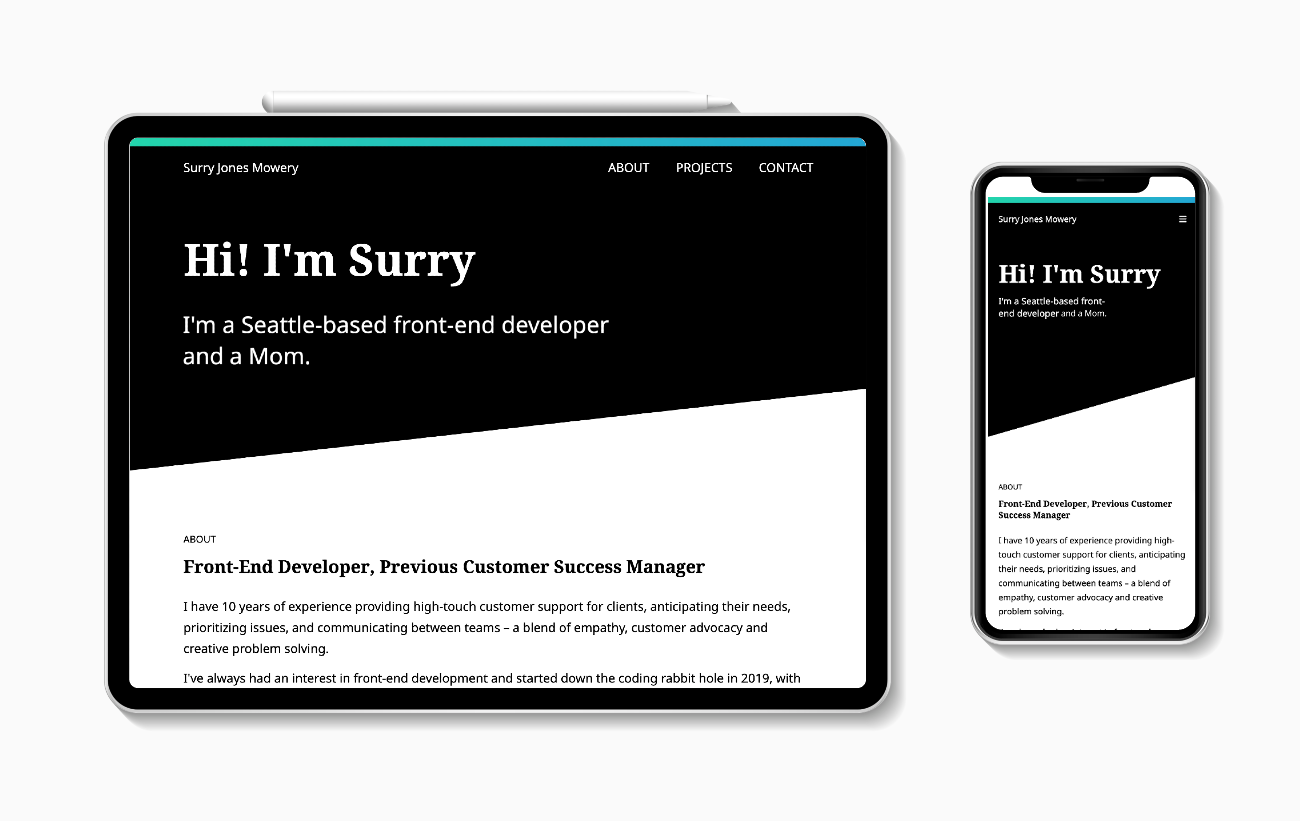 Surry Jones Mowery
ABOUT PROJECTS CONTACT
Hi! I'm Surry
I'm a Seattle-based front-end developer
and a Mom.
ABOUT
Front-End Developer, Previous Customer Success Manager
I have 10 years of experience providing high-touch customer support for clients, anticipating their needs,
prioritizing issues, and communicating between teams – a blend of empathy, customer advocacy and
creative problem solving.
I've always had an interest in front-end development and started down the coding rabbit hole in 2019, with
Surry Jones Mowery
Hi! I'm Surry
I'm a Seattle-based front-
end developer and a Mom.
ABOUT
Front-End Developer, Previous Customer
Success Manager
I have 10 years of experience providing high-
touch customer support for clients, anticipating
their needs, prioritizing issues, and
communicating between teams – a blend of
empathy, customer advocacy and creative
problem solving.